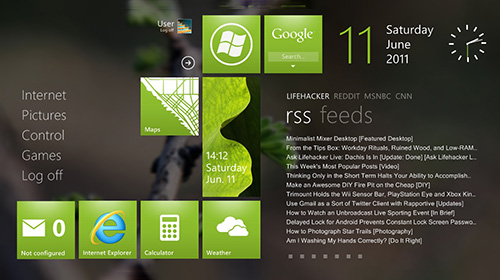 User
Log off
Google
Search...
11
Saturday
June
2011
Internet
Pictures
Control
Games
Log off
Maps
14:12
Saturday
Jun. 11
LIFEHACKER REDDIT MSNBC CNN
rss feeds
Minimalist Mixer Desktop [Featured Desktop]
From the Tips Box: Workday Rituals, Ruined Wood, and Low-RAM..
Ask Lifehacker Live: Dachis Is In [Update: Done] [Ask Lifehacker L..
This Week's Most Popular Posts [Video]
Thinking Only in the Short Term Halts Your Ability to Accomplish..
Make an Awesome DIY Fire Pit on the Cheap [DIY]
Trimount Holds the Wii Sensor Bar, PlayStation Eye and Xbox Kin..
Use Gmail as a Sort of Twitter Client with Rapportive [Updates]
How to Watch an Unbroadcast Live Sporting Event [In Brief]
Delayed Lock for Android Prevents Constant Lock Screen Passwo..
How to Photograph Star Trails [Photography]
Am I Washing My Hands Correctly? [Do It Right]
0
Not configured
Internet Explorer
Calculator
Weather